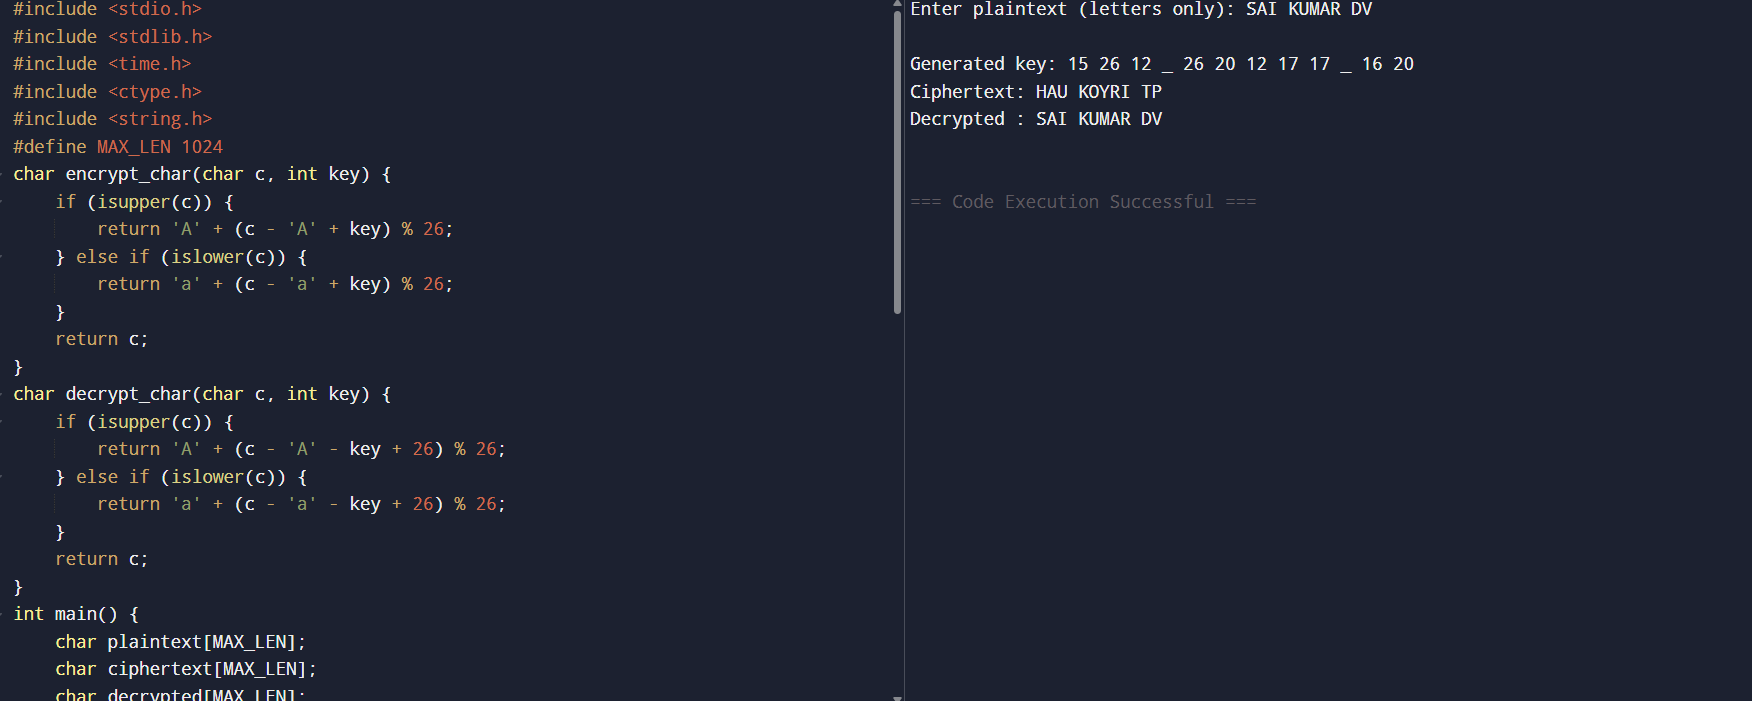 #include <stdio.h>
#include <stdlib.h>
#include <time.h>
#include <ctype.h>
#include <string.h>
#define MAX_LEN 1024
char encrypt_char(char c, int key) {
    if (isupper(c)) {
        return 'A' + (c - 'A' + key) % 26;
    } else if (islower(c)) {
        return 'a' + (c - 'a' + key) % 26;
    }
    return c;
}
char decrypt_char(char c, int key) {
    if (isupper(c)) {
        return 'A' + (c - 'A' - key + 26) % 26;
    } else if (islower(c)) {
        return 'a' + (c - 'a' - key + 26) % 26;
    }
    return c;
}
int main() {
    char plaintext[MAX_LEN];
    char ciphertext[MAX_LEN];
    char decrypted[MAX_LEN];
Enter plaintext (letters only): SAI KUMAR DV
Generated key: 15 26 12 _ 26 20 12 17 17 _ 16 20
Ciphertext: HAU KOYRI TP
Decrypted : SAI KUMAR DV
=== Code Execution Successful ===